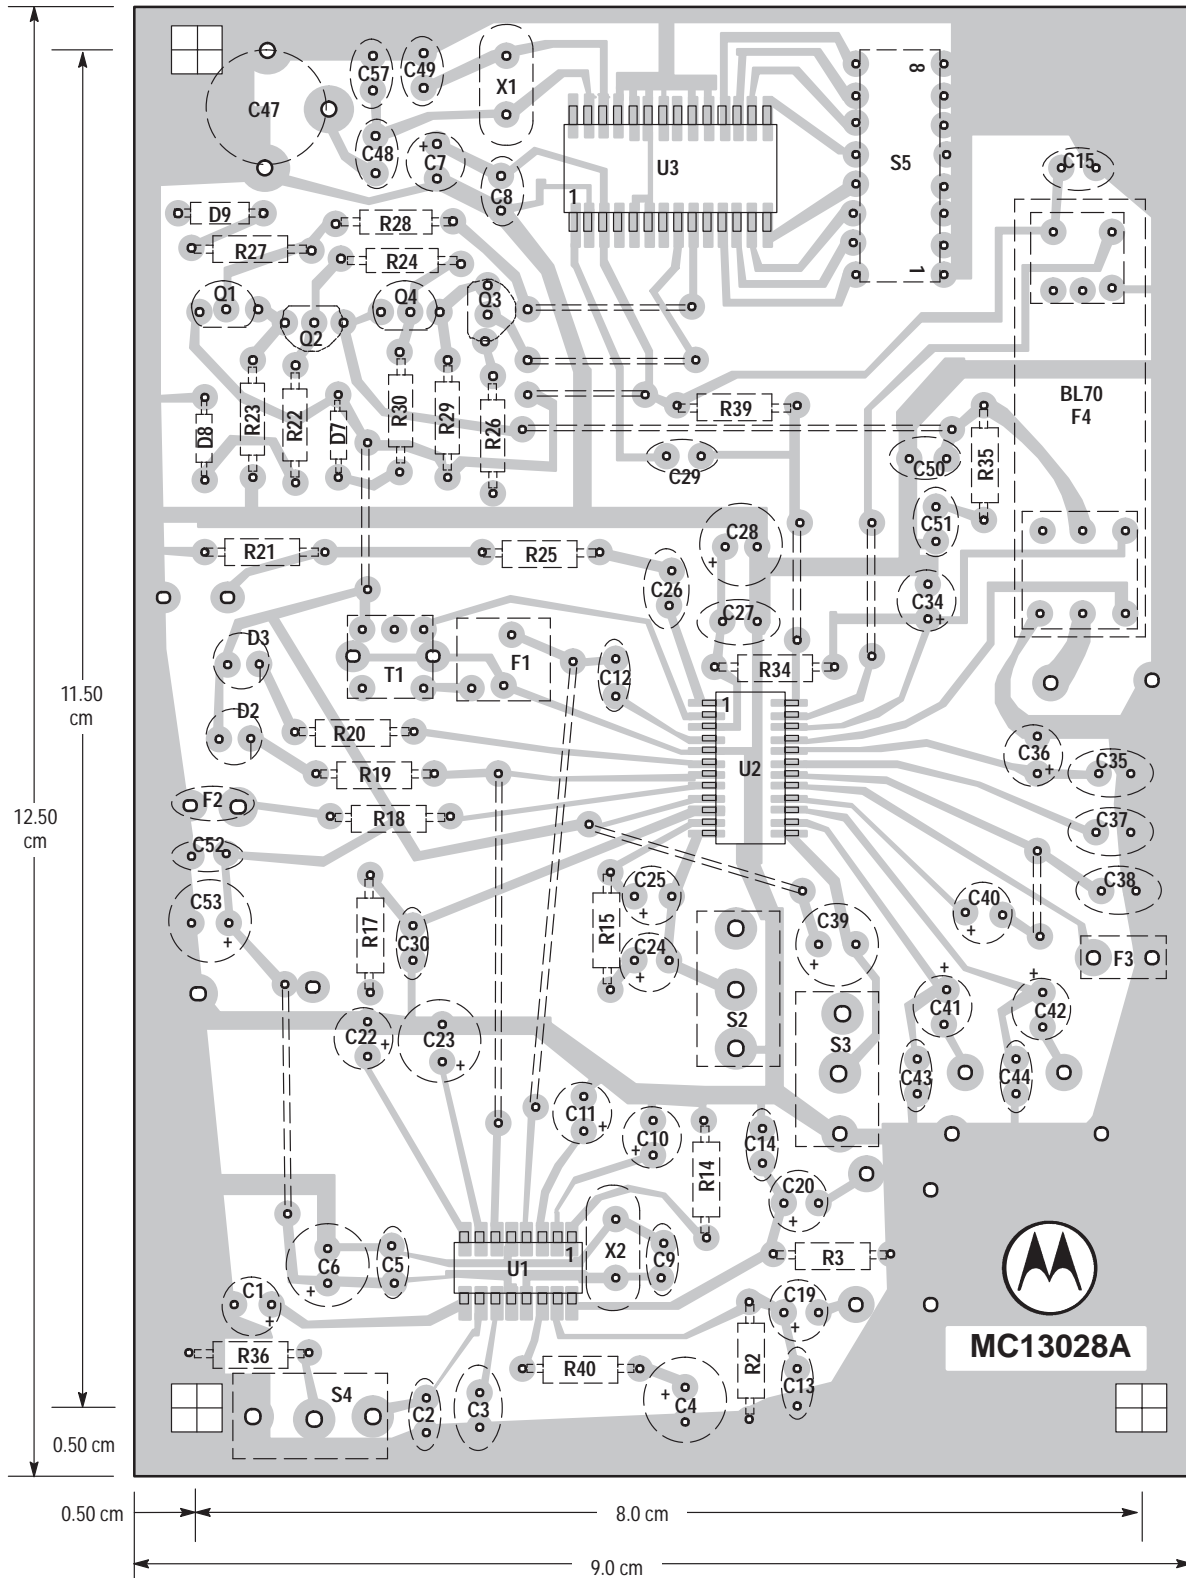 C57
C49
X1
8
C47
C48
+
C7
C8
U3
1
S5
C15
D9
R28
R27
R24
1
Q1
Q2
Q4
Q3
BL70
F4
D8
R23
R22
D7
R30
R29
R26
R39
C29
C50
R35
C51
C28
+
R21
R25
C26
C34
+
C27
D3
T1
F1
C12
R34
11.50
cm
1
D2
R20
C36
+
C35
U2
R19
12.50
cm
F2
R18
C37
C52
C53
+
R17
C30
R15
C25
+
C24
+
C39
+
C40
+
C38
F3
S2
+
C41
+
C42
S3
C22
+
C23
+
C43
C44
C11
+
C10
+
R14
C14
C20
+
X2
C9
R3
C6
+
C5
U1
1
C1
+
C19
+
MC13028A
R36
R40
R2
C13
S4
C2
C3
+
C4
0.50 cm
0.50 cm
8.0 cm
9.0 cm